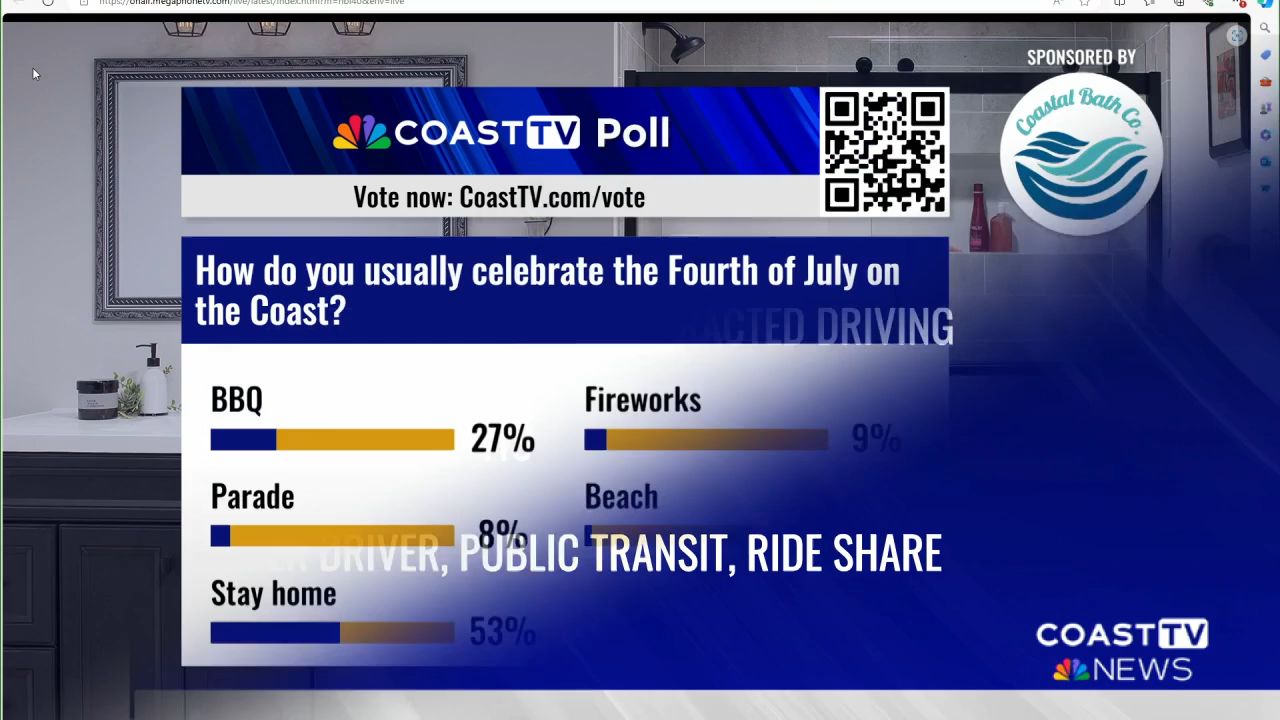 SPONSORED BY
Coastal Bath Co.
COAST TV Poll
Vote now: CoastTV.com/vote
How do you usually celebrate the Fourth of July on
the Coast?
DRIVING
BBQ
27%
Fireworks
9%
Parade
8%
Beach
DRIVER, PUBLIC TRANSIT, RIDE SHARE
Stay home
53%
COAST TV
NEWS